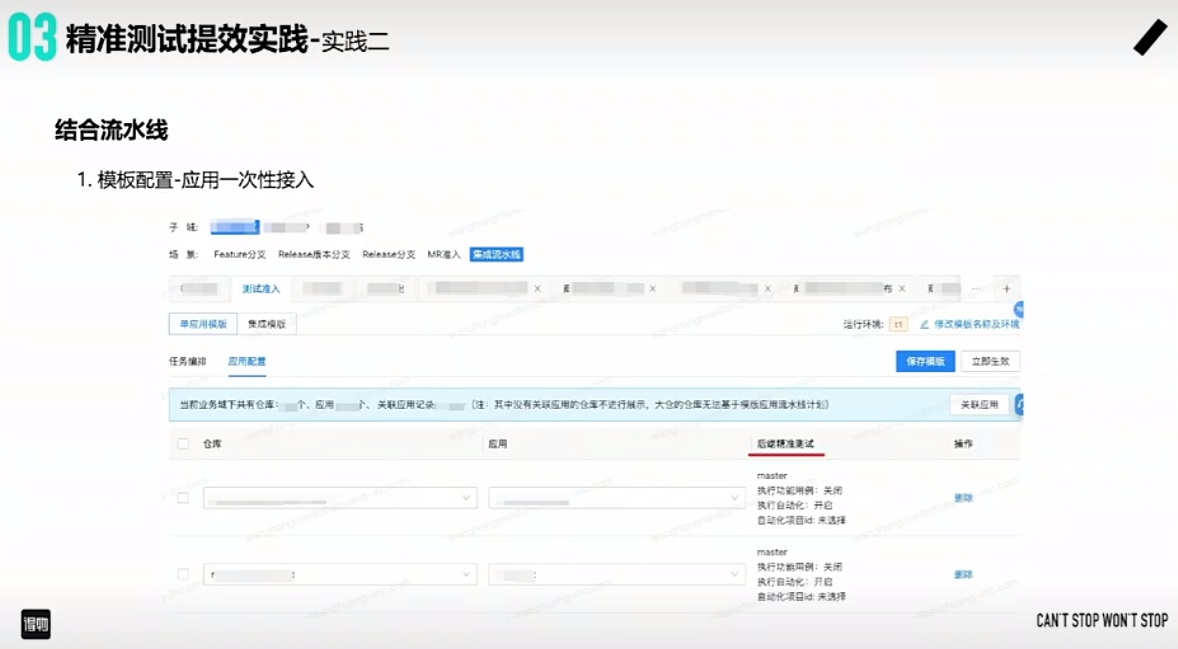 03 精准测试提效实践-实践二
结合流水线
1. 模板配置-应用一次性接入
子 域:
场 景: Feature分支 Release版本分支 Release分支 MR准入 集成流水线
测试准入 布 ... +
单应用模版 集成模版 运行环境: t1 修改模版名称及环境
任务编排 应用配置 保存模版 立即生效
当前业务域下共有仓库: 个、应用 个、关联应用记录 (注：其中没有关联应用的仓库不进行展示，大仓的仓库无法基于模版应用流水线计划) 关联应用
仓库 应用 后端精准测试 操作
master
执行功能用例：关闭
执行自动化：开启 删除
自动化项目id: 未选择
master
执行功能用例：关闭
执行自动化：开启 删除
自动化项目id: 未选择
得物 CAN'T STOP WON'T STOP